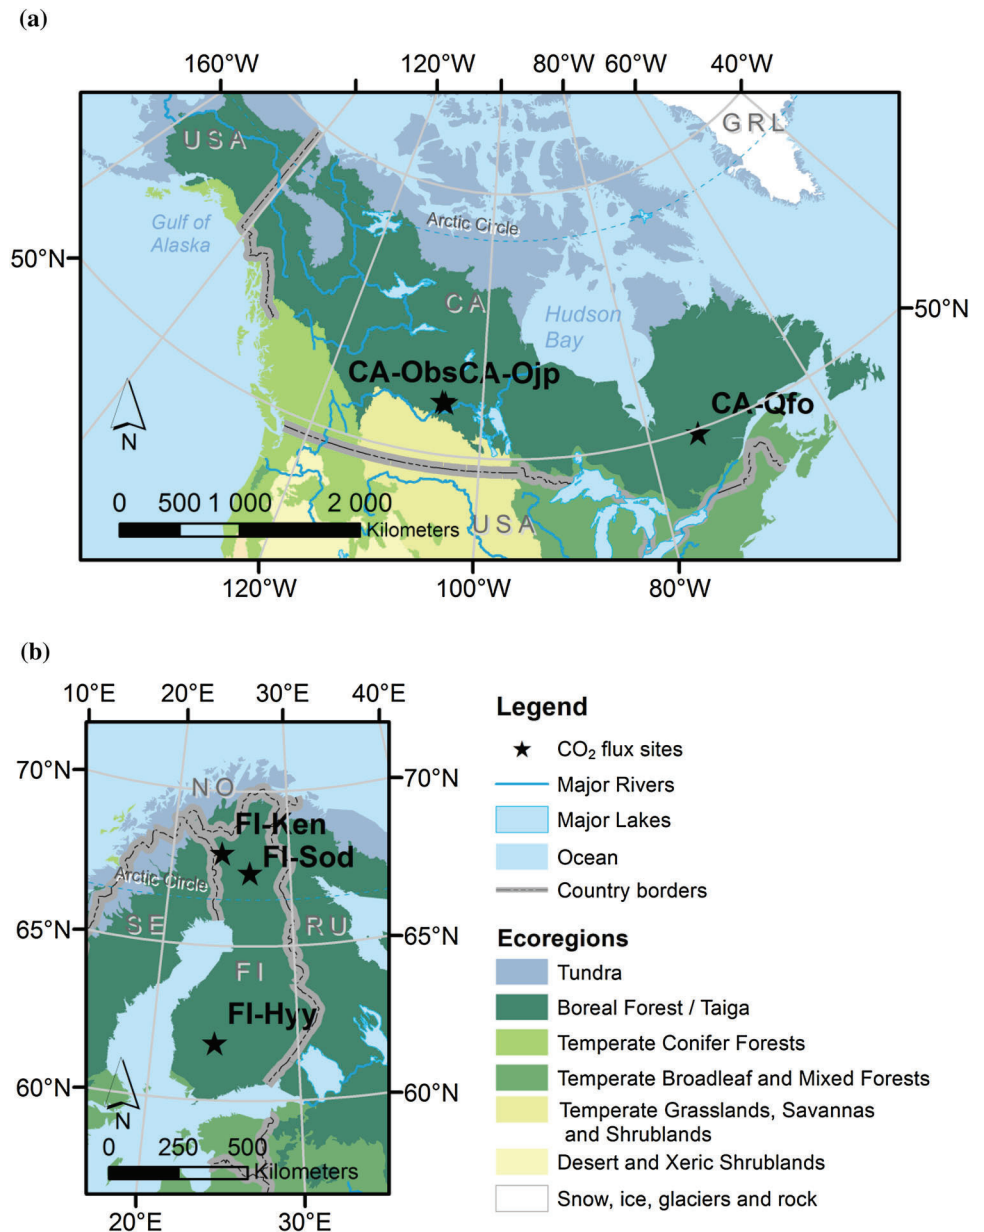 (a)
160°W 120°W 80°W 60°W 40°W
USA
GRL
Gulf of
Alaska
Arctic Circle
50°N
CA
Hudson
Bay
50°N
CA-ObsCA-Ojp
CA-Qfo
N
0 500 1 000 2 000
Kilometers
USA
120°W 100°W 80°W
(b)
10°E 20°E 30°E 40°E
70°N
NO
70°N
FI-Ken
FI-Sod
Arctic Circle
65°N
SE
RU
65°N
FI
FI-Hyy
60°N
60°N
N
0 250 500
Kilometers
20°E 30°E
Legend
CO₂ flux sites
Major Rivers
Major Lakes
Ocean
Country borders
Ecoregions
Tundra
Boreal Forest / Taiga
Temperate Conifer Forests
Temperate Broadleaf and Mixed Forests
Temperate Grasslands, Savannas
and Shrublands
Desert and Xeric Shrublands
Snow, ice, glaciers and rock